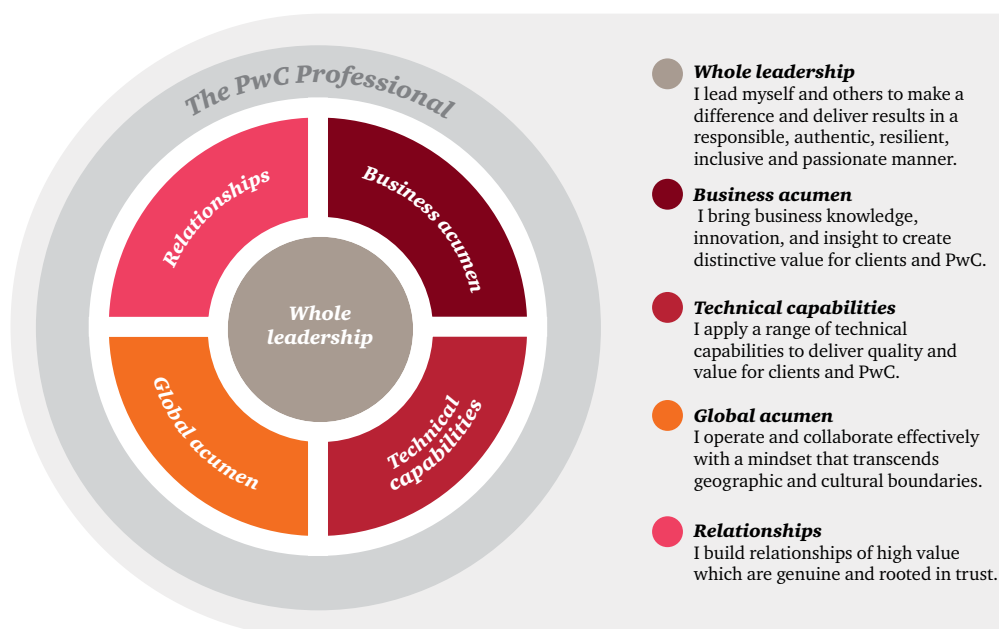 The PwC Professional
Relationships
Business acumen
Whole
leadership
Global acumen
Technical
capabilities
Whole leadership
I lead myself and others to make a
difference and deliver results in a
responsible, authentic, resilient,
inclusive and passionate manner.
Business acumen
I bring business knowledge,
innovation, and insight to create
distinctive value for clients and PwC.
Technical capabilities
I apply a range of technical
capabilities to deliver quality and
value for clients and PwC.
Global acumen
I operate and collaborate effectively
with a mindset that transcends
geographic and cultural boundaries.
Relationships
I build relationships of high value
which are genuine and rooted in trust.